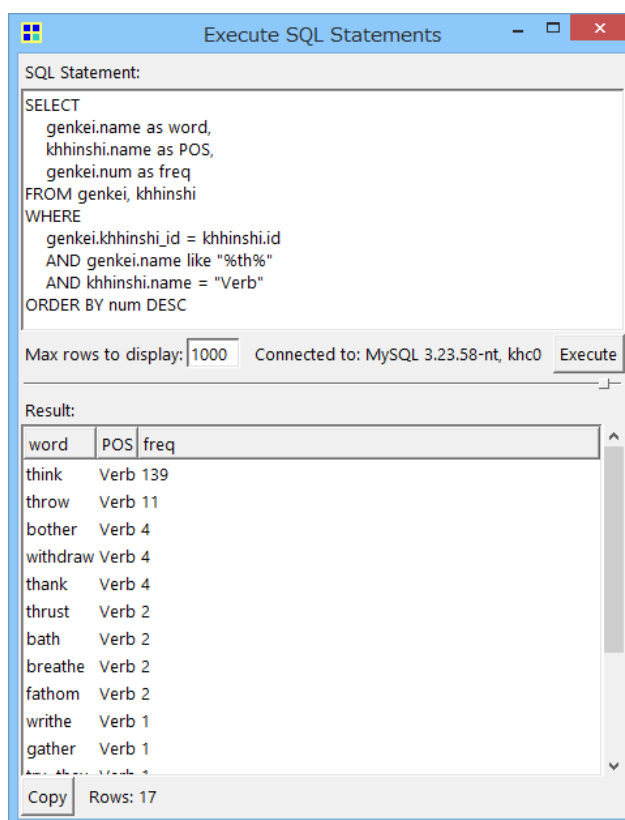 Execute SQL Statements
SQL Statement:
SELECT
genkei.name as word,
khhinshi.name as POS,
genkei.num as freq
FROM genkei, khhinshi
WHERE
genkei.khhinshi_id = khhinshi.id
AND genkei.name like "%th%"
AND khhinshi.name = "Verb"
ORDER BY num DESC
Max rows to display: 1000 Connected to: MySQL 3.23.58-nt, khc0 Execute
Result:
word POS freq
think Verb 139
throw Verb 11
bother Verb 4
withdraw Verb 4
thank Verb 4
thrust Verb 2
bath Verb 2
breathe Verb 2
fathom Verb 2
writhe Verb 1
gather Verb 1
Verb 1
Copy Rows: 17